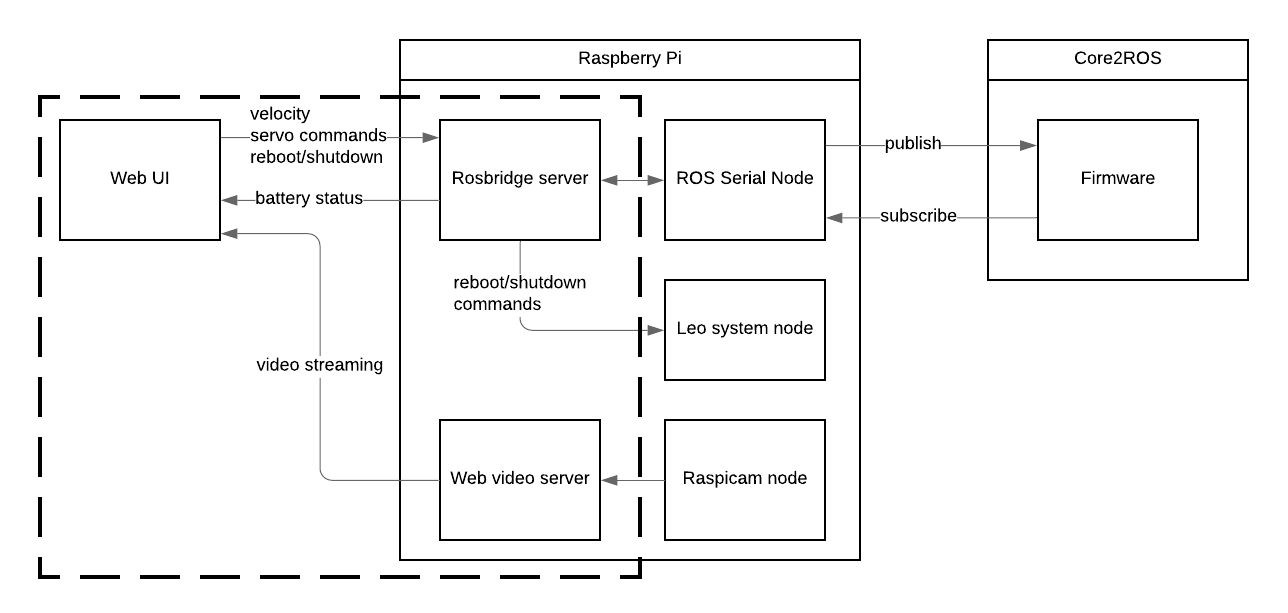 Raspberry Pi
Core2ROS
velocity
servo commands
reboot/shutdown
Web UI
battery status
Rosbridge server
ROS Serial Node
publish
subscribe
Firmware
reboot/shutdown
commands
Leo system node
video streaming
Web video server
Raspicam node